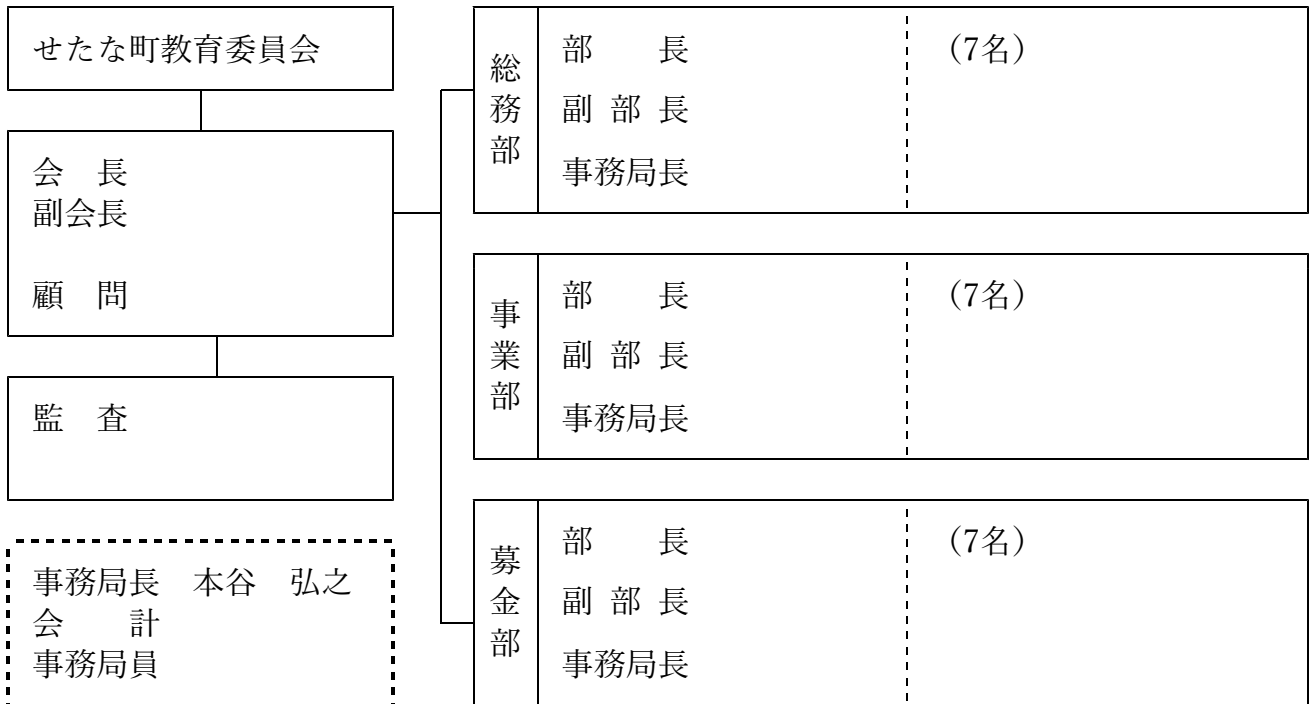 せたな町教育委員会
会　長
副会長
顧　問
監　査
事務局長　本谷　弘之
会　　計
事務局員
総務部
部　　長
副 部 長
事務局長
（7名）
事業部
部　　長
副 部 長
事務局長
（7名）
募金部
部　　長
副 部 長
事務局長
（7名）